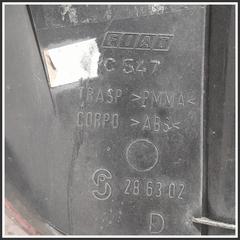 FIAT
C 547
TRASP >PMMA<
CORPO >ABS<
28 63 02
D